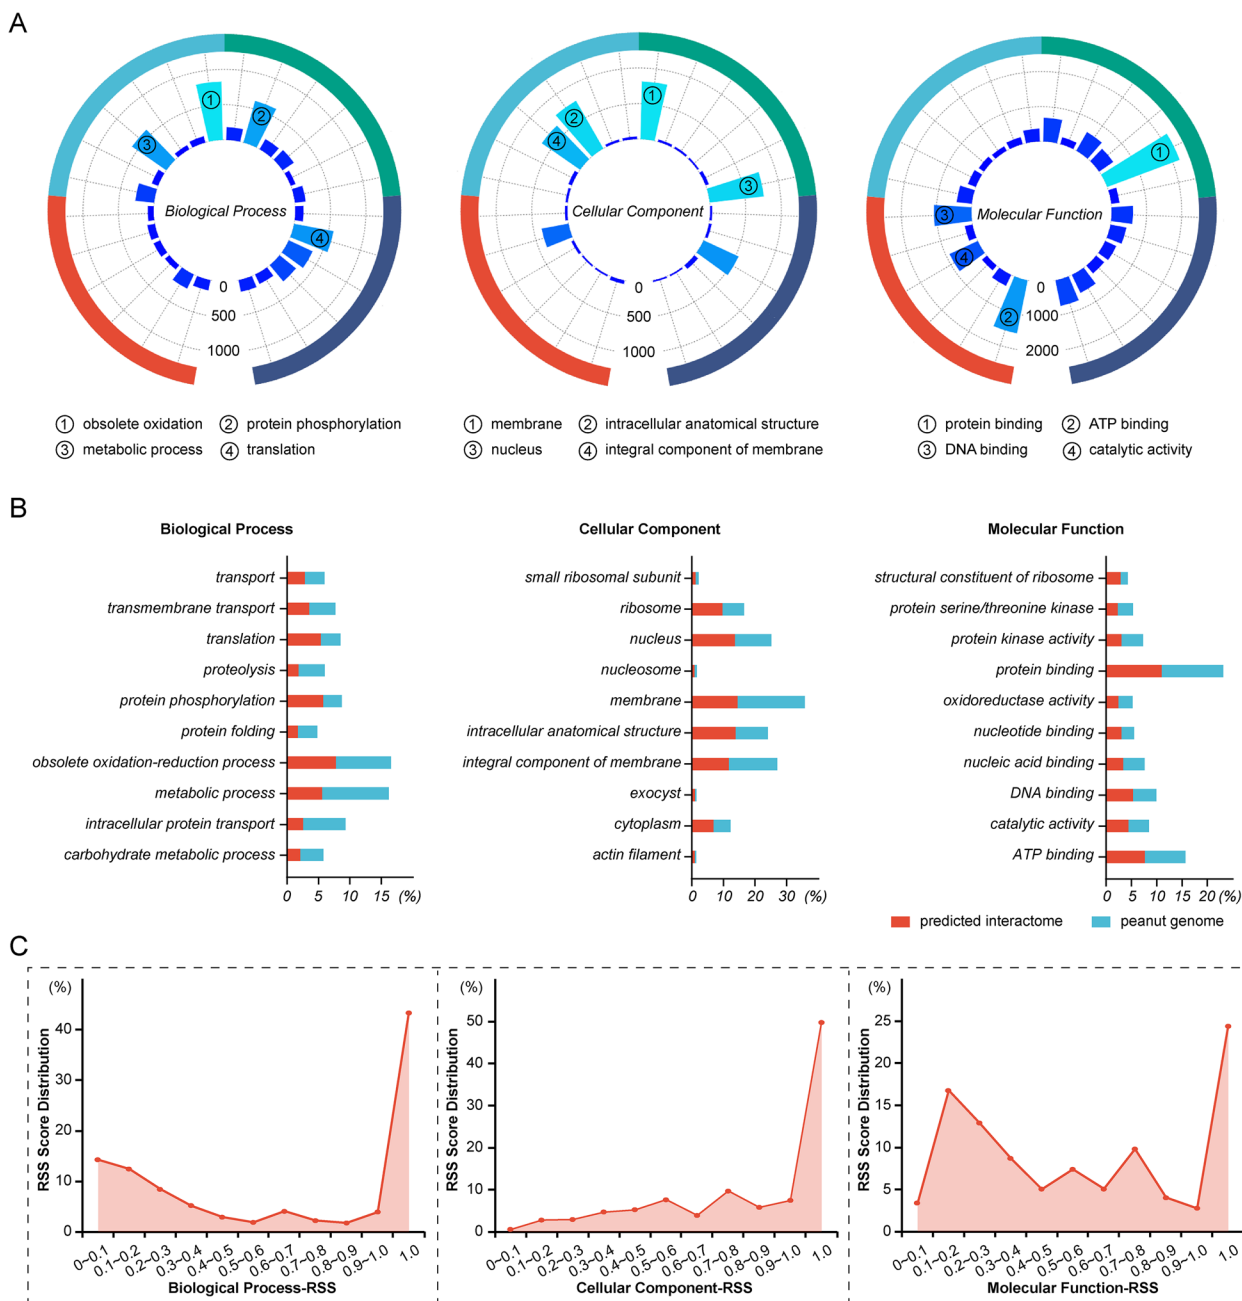 A
Biological Process
0
500
1000
1
2
3
4
① obsolete oxidation ② protein phosphorylation
③ metabolic process ④ translation
Cellular Component
0
500
1000
1
2
3
4
① membrane ② intracellular anatomical structure
③ nucleus ④ integral component of membrane
Molecular Function
0
1000
2000
1
2
3
4
① protein binding ② ATP binding
③ DNA binding ④ catalytic activity
B
Biological Process
transport
transmembrane transport
translation
proteolysis
protein phosphorylation
protein folding
obsolete oxidation-reduction process
metabolic process
intracellular protein transport
carbohydrate metabolic process
0 5 10 15 (%)
Cellular Component
small ribosomal subunit
ribosome
nucleus
nucleosome
membrane
intracellular anatomical structure
integral component of membrane
exocyst
cytoplasm
actin filament
0 10 20 30 (%)
Molecular Function
structural constituent of ribosome
protein serine/threonine kinase
protein kinase activity
protein binding
oxidoreductase activity
nucleotide binding
nucleic acid binding
DNA binding
catalytic activity
ATP binding
0 5 10 15 20 (%)
predicted interactome peanut genome
C
(%)
RSS Score Distribution
40
30
20
10
0
0~0.1 0.1~0.2 0.2~0.3 0.3~0.4 0.4~0.5 0.5~0.6 0.6~0.7 0.7~0.8 0.8~0.9 0.9~1.0 1.0
Biological Process-RSS
(%)
RSS Score Distribution
50
40
30
20
10
0
0~0.1 0.1~0.2 0.2~0.3 0.3~0.4 0.4~0.5 0.5~0.6 0.6~0.7 0.7~0.8 0.8~0.9 0.9~1.0 1.0
Cellular Component-RSS
(%)
RSS Score Distribution
25
20
15
10
5
0
0~0.1 0.1~0.2 0.2~0.3 0.3~0.4 0.4~0.5 0.5~0.6 0.6~0.7 0.7~0.8 0.8~0.9 0.9~1.0 1.0
Molecular Function-RSS